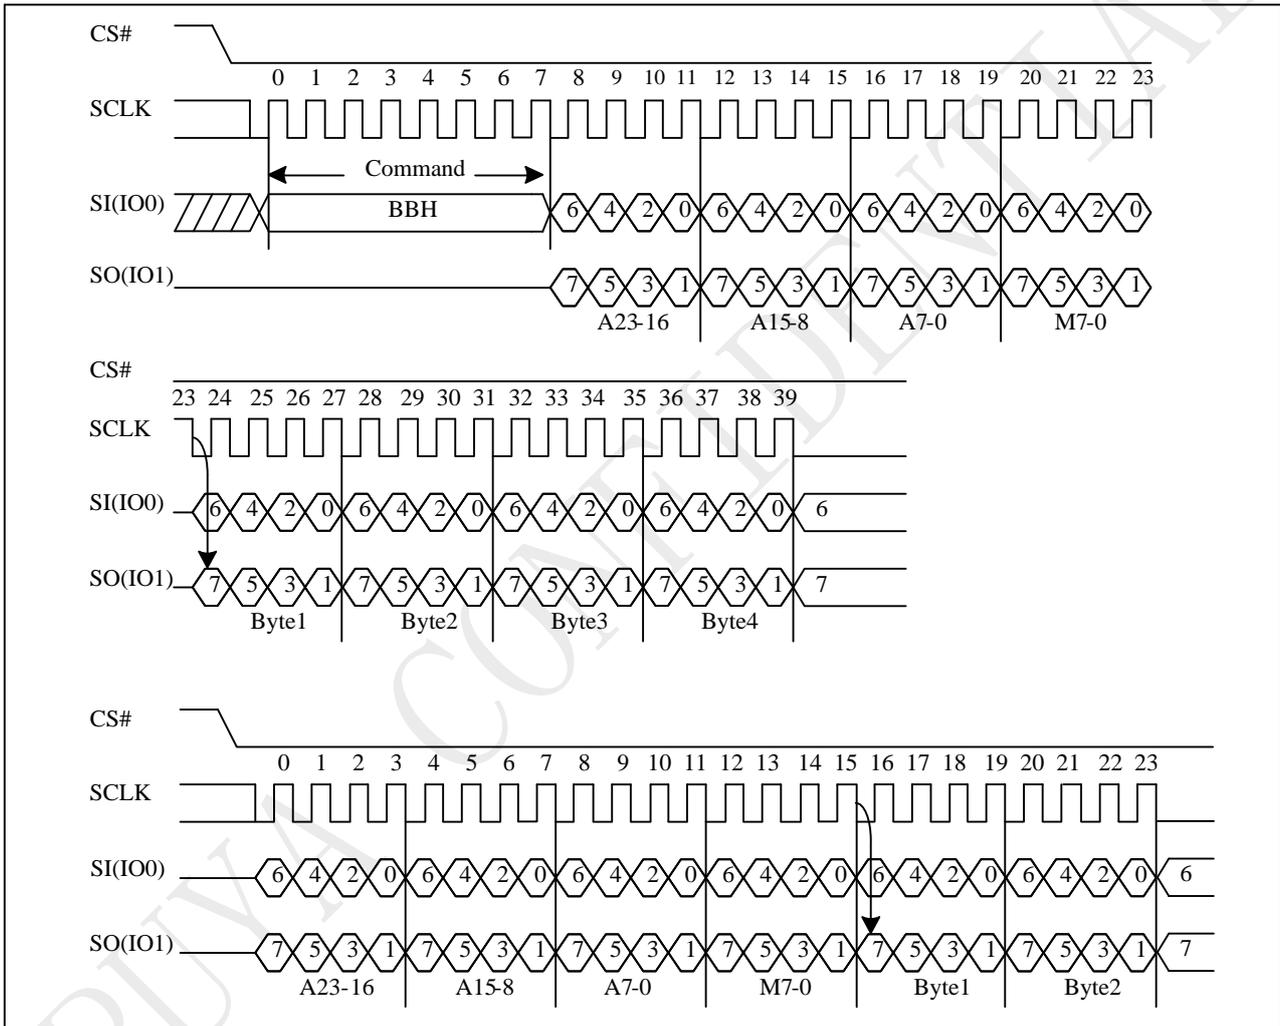 CS#
0 1 2 3 4 5 6 7 8 9 10 11 12 13 14 15 16 17 18 19 20 21 22 23
SCLK
Command
SI(IO0) BBH 6 4 2 0 6 4 2 0 6 4 2 0 6 4 2 0
SO(IO1) 7 5 3 1 7 5 3 1 7 5 3 1 7 5 3 1
A23-16 A15-8 A7-0 M7-0
CS#
23 24 25 26 27 28 29 30 31 32 33 34 35 36 37 38 39
SCLK
SI(IO0) 6 4 2 0 6 4 2 0 6 4 2 0 6 4 2 0 6
SO(IO1) 7 5 3 1 7 5 3 1 7 5 3 1 7 5 3 1 7
Byte1 Byte2 Byte3 Byte4
CS#
0 1 2 3 4 5 6 7 8 9 10 11 12 13 14 15 16 17 18 19 20 21 22 23
SCLK
SI(IO0) 6 4 2 0 6 4 2 0 6 4 2 0 6 4 2 0 6 4 2 0 6 4 2 0 6
SO(IO1) 7 5 3 1 7 5 3 1 7 5 3 1 7 5 3 1 7 5 3 1 7 5 3 1 7
A23-16 A15-8 A7-0 M7-0 Byte1 Byte2
PUYA CONFIDENTIAL